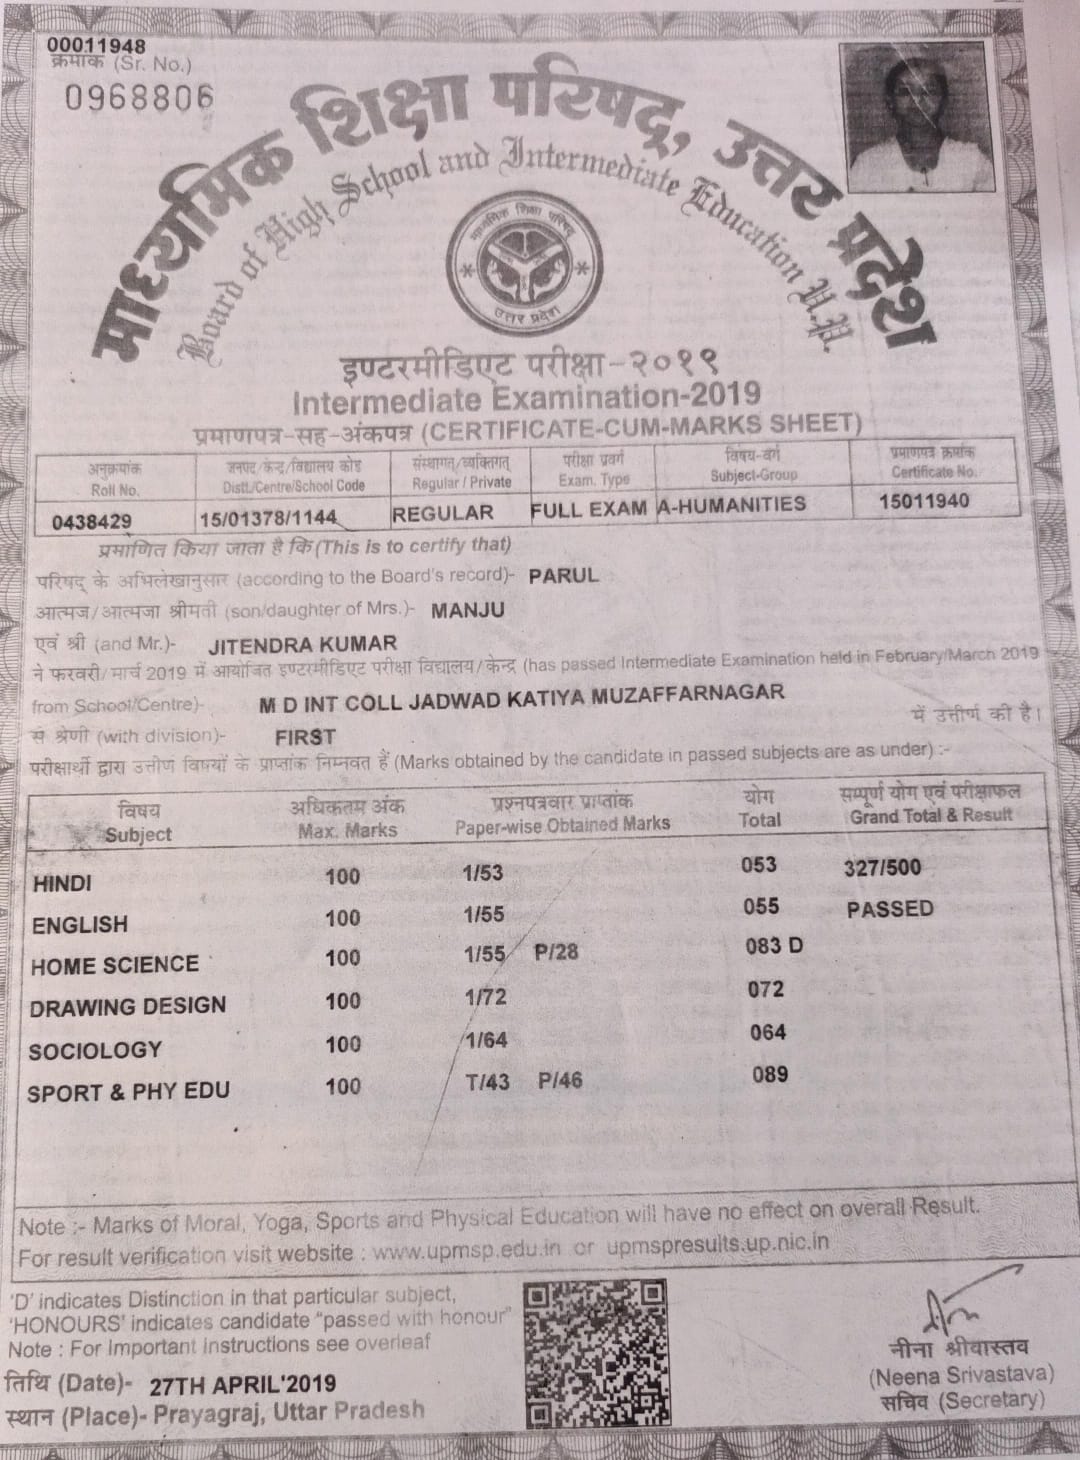 00011948
क्रमांक (Sr. No.)
0968806
माध्यमिक शिक्षा परिषद्, उत्तर प्रदेश
Board of High School and Intermediate Education U.P.
माध्यमिक शिक्षा परिषद्
उत्तर प्रदेश
इण्टरमीडिएट परीक्षा-२०१९
Intermediate Examination-2019
प्रमाणपत्र-सह-अंकपत्र (CERTIFICATE-CUM-MARKS SHEET)
अनुक्रमांक जनपद/केन्द्र/विद्यालय कोड संस्थागत/व्यक्तिगत् परीक्षा प्रवर्ग विषय-वर्ग प्रमाणपत्र क्रमांक
Roll No. Distt./Centre/School Code Regular / Private Exam. Type Subject-Group Certificate No.
0438429 15/01378/1144 REGULAR FULL EXAM A-HUMANITIES 15011940
प्रमाणित किया जाता है कि (This is to certify that)
परिषद् के अभिलेखानुसार (according to the Board's record)- PARUL
आत्मज/आत्मजा श्रीमती (son/daughter of Mrs.)- MANJU
एवं श्री (and Mr.)- JITENDRA KUMAR
ने फरवरी/मार्च 2019 में आयोजित इण्टरमीडिएट परीक्षा विद्यालय/केन्द्र (has passed Intermediate Examination held in February/March 2019
from School/Centre)- M D INT COLL JADWAD KATIYA MUZAFFARNAGAR
से श्रेणी (with division)- FIRST में उत्तीर्ण की है।
परीक्षार्थी द्वारा उत्तीण विषयों के प्राप्तांक निम्नवत हैं (Marks obtained by the candidate in passed subjects are as under) :-
विषय अधिकतम अंक प्रश्नपत्रवार प्राप्तांक योग सम्पूर्ण योग एवं परीक्षाफल
Subject Max. Marks Paper-wise Obtained Marks Total Grand Total & Result
HINDI 100 1/53 053 327/500
ENGLISH 100 1/55 055 PASSED
HOME SCIENCE 100 1/55 P/28 083 D
DRAWING DESIGN 100 1/72 072
SOCIOLOGY 100 1/64 064
SPORT & PHY EDU 100 T/43 P/46 089
Note :- Marks of Moral, Yoga, Sports and Physical Education will have no effect on overall Result.
For result verification visit website : www.upmsp.edu.in or upmspresults.up.nic.in
'D' indicates Distinction in that particular subject,
'HONOURS' indicates candidate "passed with honour"
Note : For Important instructions see overleaf
तिथि (Date)- 27TH APRIL'2019
स्थान (Place)- Prayagraj, Uttar Pradesh
नीना श्रीवास्तव
(Neena Srivastava)
सचिव (Secretary)